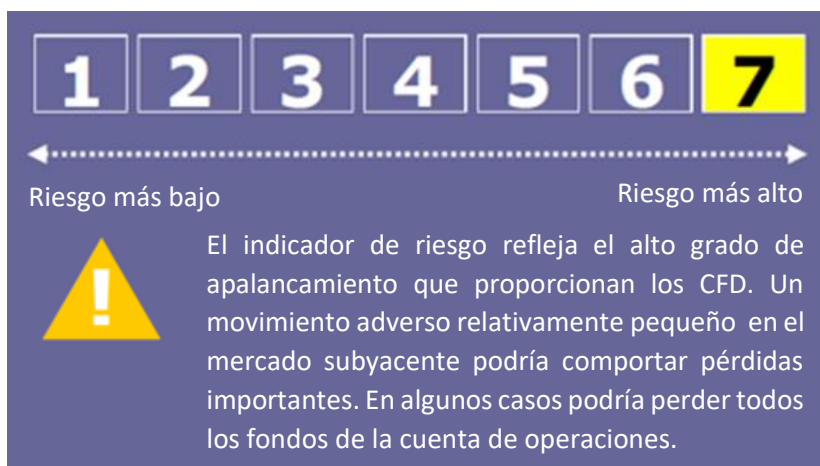 1 2 3 4 5 6 7
Riesgo más bajo Riesgo más alto
!
El indicador de riesgo refleja el alto grado de
apalancamiento que proporcionan los CFD. Un
movimiento adverso relativamente pequeño en el
mercado subyacente podría comportar pérdidas
importantes. En algunos casos podría perder todos
los fondos de la cuenta de operaciones.